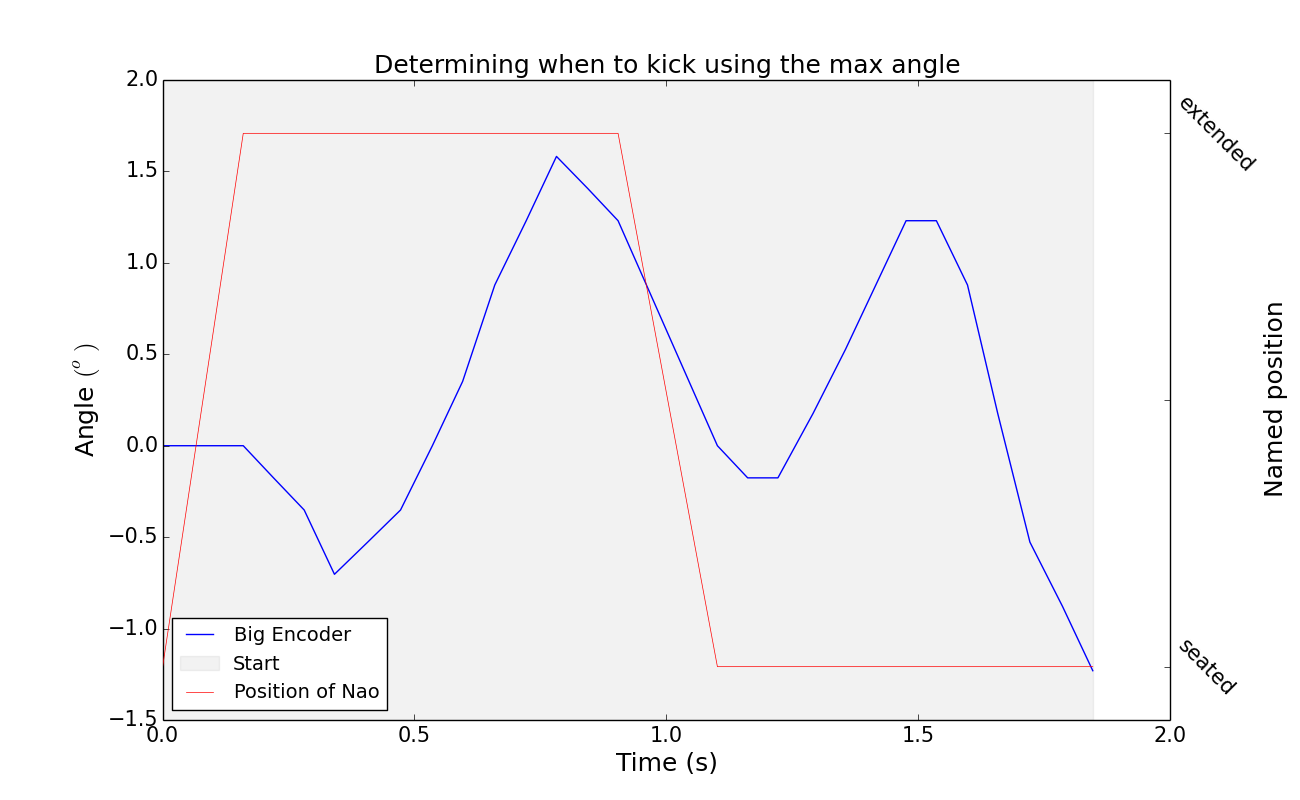 Determining when to kick using the max angle
2.0
1.5
1.0
0.5
0.0
−0.5
−1.0
−1.5
Angle (°)
extended
seated
Named position
Big Encoder
Start
Position of Nao
0.0 0.5 1.0 1.5 2.0
Time (s)